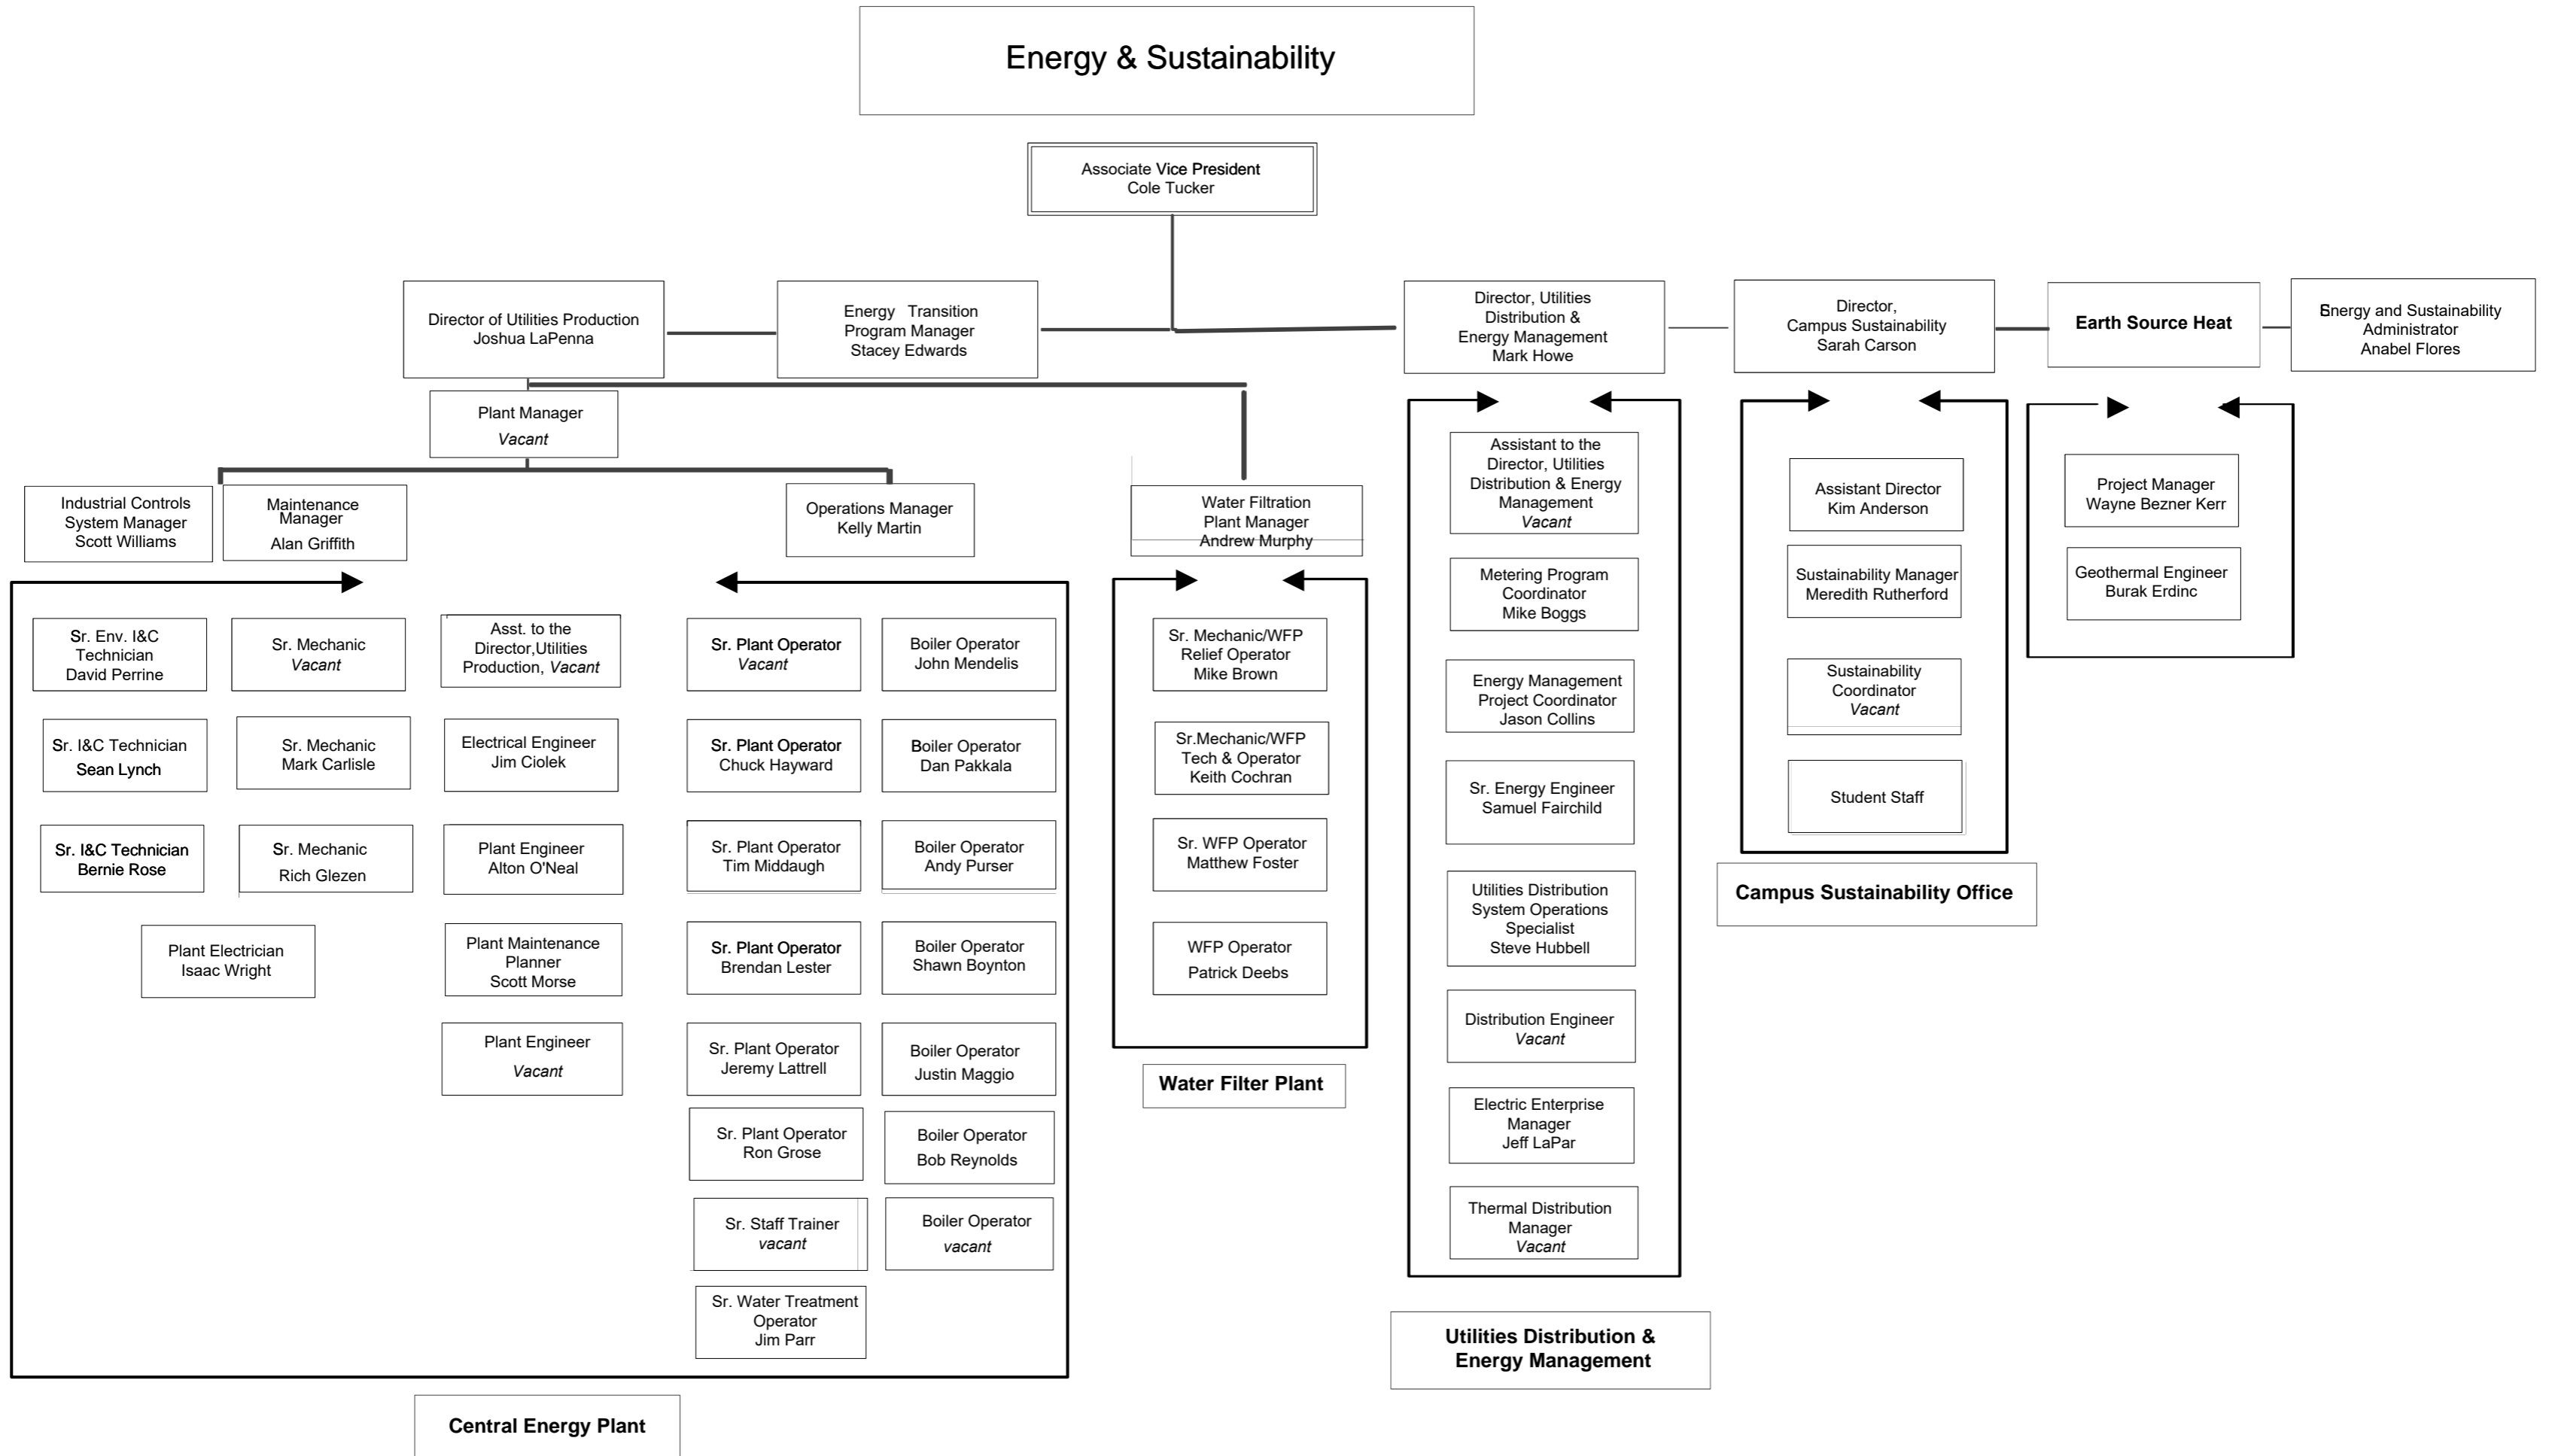 Energy & Sustainability
Associate Vice President
Cole Tucker
Director of Utilities Production
Joshua LaPenna
Energy Transition
Program Manager
Stacey Edwards
Director, Utilities
Distribution &
Energy Management
Mark Howe
Director,
Campus Sustainability
Sarah Carson
Earth Source Heat
Energy and Sustainability
Administrator
Anabel Flores
Plant Manager
Vacant
Industrial Controls
System Manager
Scott Williams
Maintenance
Manager
Alan Griffith
Operations Manager
Kelly Martin
Water Filtration
Plant Manager
Andrew Murphy
Sr. Env. I&C
Technician
David Perrine
Sr. I&C Technician
Sean Lynch
Sr. I&C Technician
Bernie Rose
Sr. Mechanic
Vacant
Sr. Mechanic
Mark Carlisle
Sr. Mechanic
Rich Glezen
Plant Electrician
Isaac Wright
Asst. to the
Director,Utilities
Production, Vacant
Electrical Engineer
Jim Ciolek
Plant Engineer
Alton O'Neal
Plant Maintenance
Planner
Scott Morse
Plant Engineer
Vacant
Sr. Plant Operator
Vacant
Sr. Plant Operator
Chuck Hayward
Sr. Plant Operator
Tim Middaugh
Sr. Plant Operator
Brendan Lester
Sr. Plant Operator
Jeremy Lattrell
Sr. Plant Operator
Ron Grose
Sr. Staff Trainer
vacant
Sr. Water Treatment
Operator
Jim Parr
Boiler Operator
John Mendelis
Boiler Operator
Dan Pakkala
Boiler Operator
Andy Purser
Boiler Operator
Shawn Boynton
Boiler Operator
Justin Maggio
Boiler Operator
Bob Reynolds
Boiler Operator
vacant
Central Energy Plant
Sr. Mechanic/WFP
Relief Operator
Mike Brown
Sr.Mechanic/WFP
Tech & Operator
Keith Cochran
Sr. WFP Operator
Matthew Foster
WFP Operator
Patrick Deebs
Water Filter Plant
Assistant to the
Director, Utilities
Distribution & Energy
Management
Vacant
Metering Program
Coordinator
Mike Boggs
Energy Management
Project Coordinator
Jason Collins
Sr. Energy Engineer
Samuel Fairchild
Utilities Distribution
System Operations
Specialist
Steve Hubbell
Distribution Engineer
Vacant
Electric Enterprise
Manager
Jeff LaPar
Thermal Distribution
Manager
Vacant
Utilities Distribution &
Energy Management
Assistant Director
Kim Anderson
Sustainability Manager
Meredith Rutherford
Sustainability
Coordinator
Vacant
Student Staff
Campus Sustainability Office
Project Manager
Wayne Bezner Kerr
Geothermal Engineer
Burak Erdinc